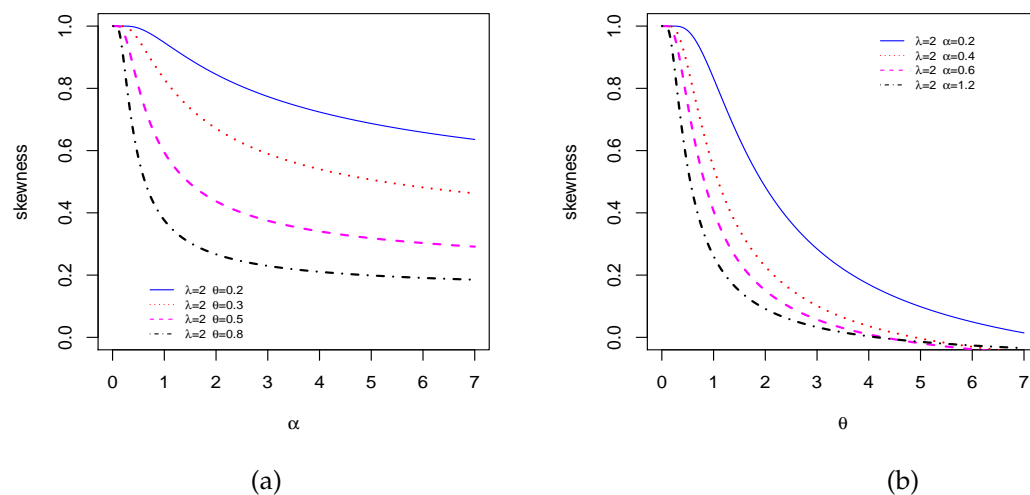 skewness
0.0 0.2 0.4 0.6 0.8 1.0
λ=2 θ=0.2
λ=2 θ=0.3
λ=2 θ=0.5
λ=2 θ=0.8
0 1 2 3 4 5 6 7
α
(a)
skewness
0.0 0.2 0.4 0.6 0.8 1.0
λ=2 α=0.2
λ=2 α=0.4
λ=2 α=0.6
λ=2 α=1.2
0 1 2 3 4 5 6 7
θ
(b)